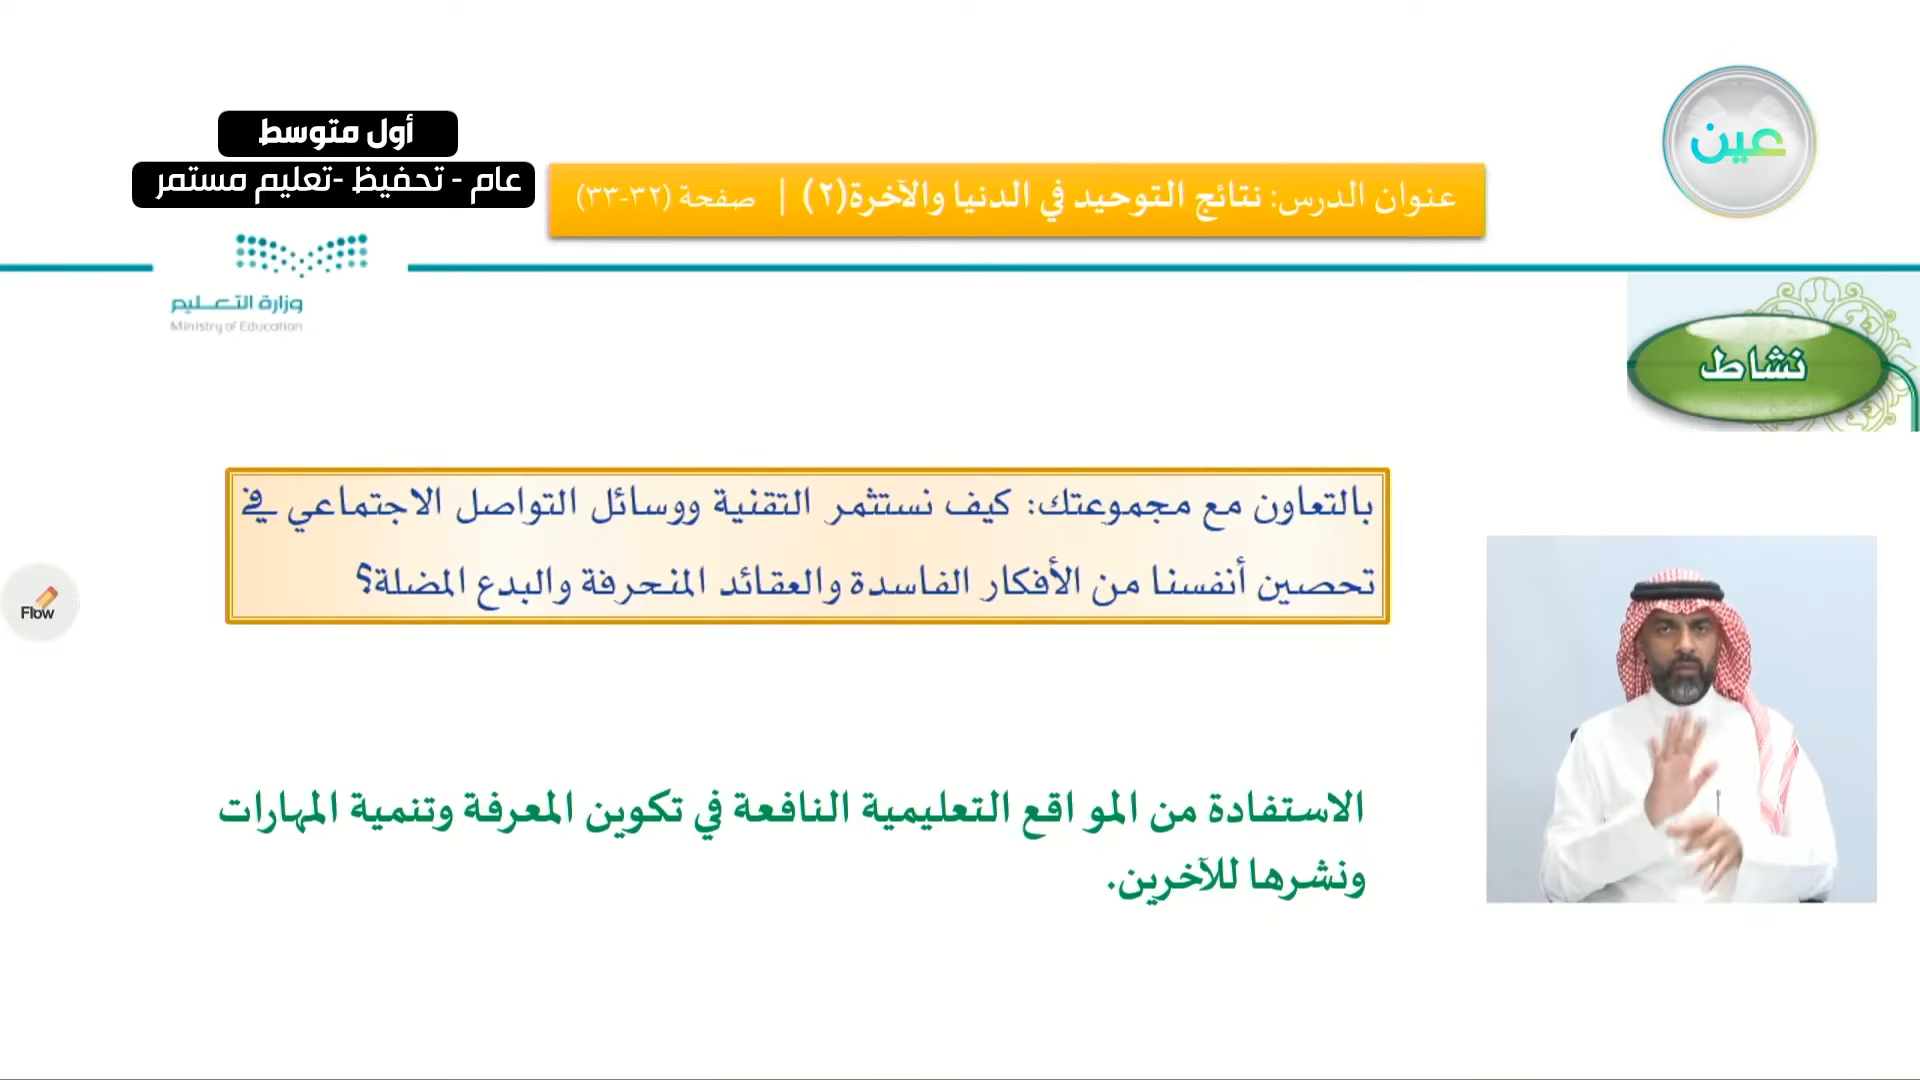 عين
أول متوسط
عام - تحفيظ -تعليم مستمر
عنوان الدرس: نتائج التوحيد في الدنيا والآخرة(٢) | صفحة (٣٢-٣٣)
وزارة التعليم
Ministry of Education
نشاط
بالتعاون مع مجموعتك: كيف نستثمر التقنية ووسائل التواصل الاجتماعي في
تحصين أنفسنا من الأفكار الفاسدة والعقائد المنحرفة والبدع المضلة؟
Flow
الاستفادة من المواقع التعليمية النافعة في تكوين المعرفة وتنمية المهارات
ونشرها للآخرين.